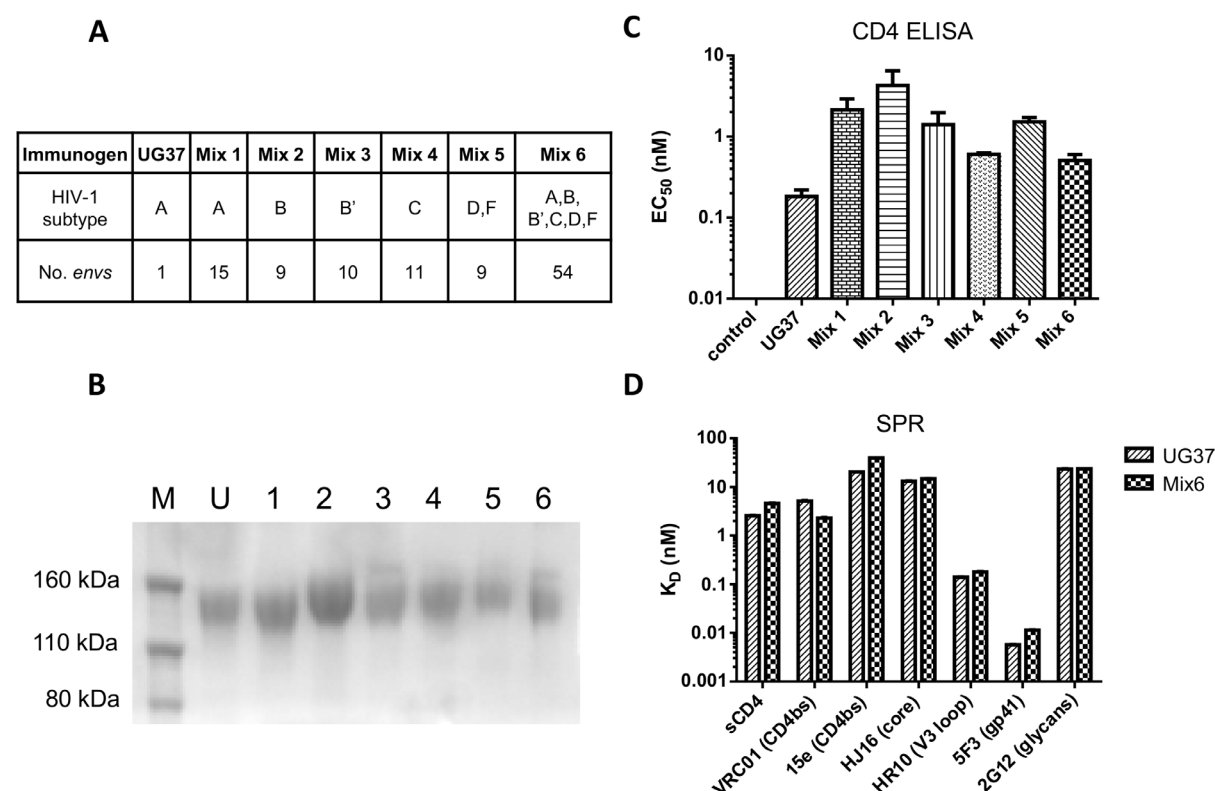 A
Immunogen UG37 Mix 1 Mix 2 Mix 3 Mix 4 Mix 5 Mix 6
HIV-1 subtype A A B B’ C D,F A,B, B’,C,D,F
No. envs 1 15 9 10 11 9 54
B
M U 1 2 3 4 5 6
160 kDa
110 kDa
80 kDa
C
CD4 ELISA
EC50 (nM)
10
1
0.1
0.01
control UG37 Mix 1 Mix 2 Mix 3 Mix 4 Mix 5 Mix 6
D
SPR
KD (nM)
100
10
1
0.1
0.01
0.001
sCD4
VRC01 (CD4bs)
15e (CD4bs)
HJ16 (core)
HR10 (V3 loop)
5F3 (gp41)
2G12 (glycans)
UG37
Mix6